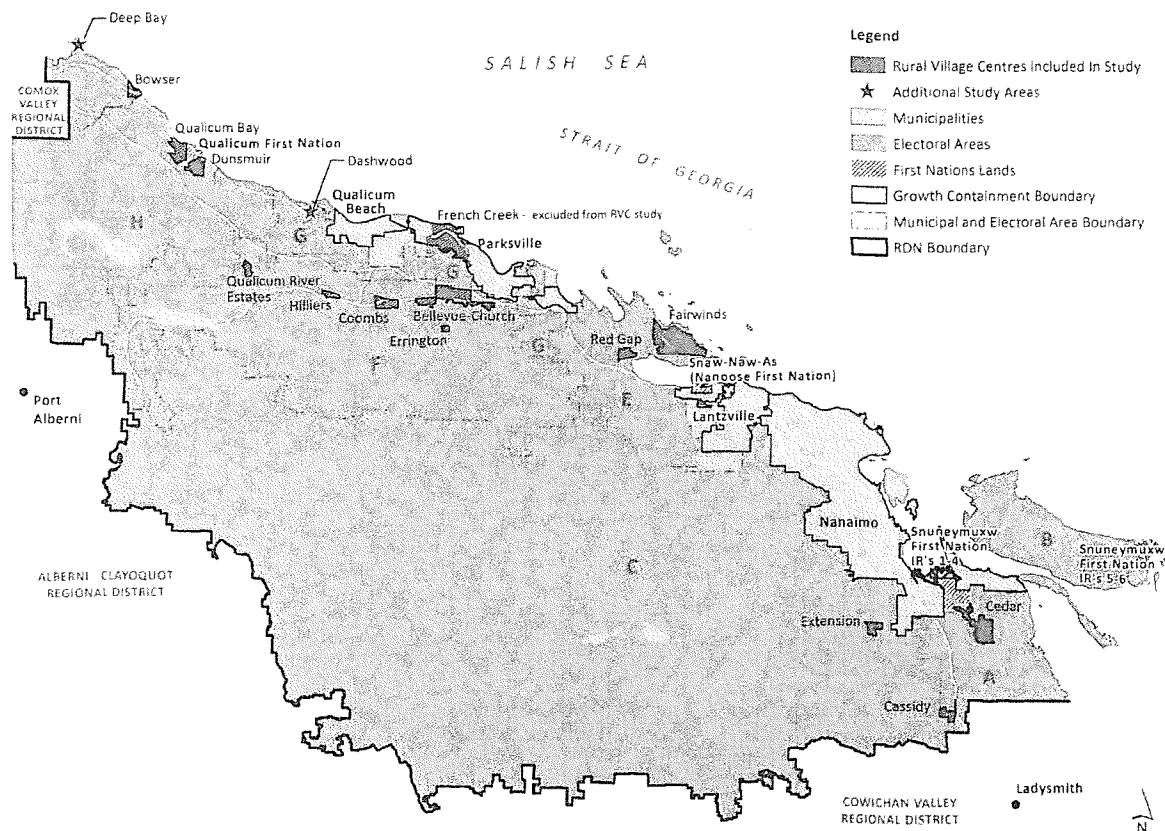 Deep Bay
SALISH SEA
Legend
Rural Village Centres Included In Study
Additional Study Areas
Municipalities
Electoral Areas
First Nations Lands
Growth Containment Boundary
Municipal and Electoral Area Boundary
RDN Boundary
Bowser
COMOX
VALLEY
REGIONAL
DISTRICT
Qualicum Bay
Qualicum First Nation
Dunsmuir
Dashwood
STRAIT OF GEORGIA
Qualicum
Beach
French Creek - excluded from RVC study
Parksville
H
G
G
Qualicum River
Estates
Hilliers
Coombs
Bellevue-Church
Errington
Fairwinds
Red Gap
G
F
Snaw-Naw-As
(Nanoose First Nation)
E
Lantzville
Port
Alberni
Nanaimo
Snuneymuxw
First Nation
IR's 1-4
B
Snuneymuxw
First Nation
IR's 5-6
C
ALBERNI CLAYOQUOT
REGIONAL DISTRICT
Extension
Cedar
A
Cassidy
Ladysmith
COWICHAN VALLEY
REGIONAL DISTRICT
N